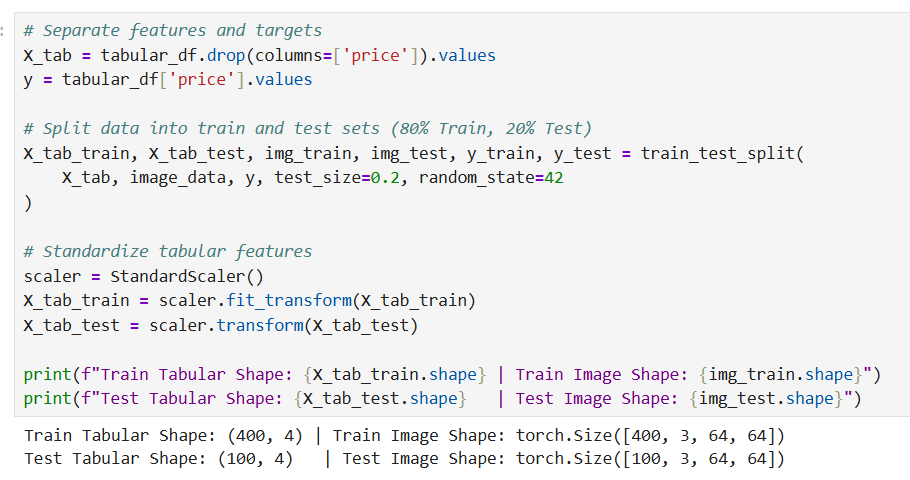 # Separate features and targets
X_tab = tabular_df.drop(columns=['price']).values
y = tabular_df['price'].values
# Split data into train and test sets (80% Train, 20% Test)
X_tab_train, X_tab_test, img_train, img_test, y_train, y_test = train_test_split(
    X_tab, image_data, y, test_size=0.2, random_state=42
)
# Standardize tabular features
scaler = StandardScaler()
X_tab_train = scaler.fit_transform(X_tab_train)
X_tab_test = scaler.transform(X_tab_test)
print(f"Train Tabular Shape: {X_tab_train.shape} | Train Image Shape: {img_train.shape}")
print(f"Test Tabular Shape: {X_tab_test.shape}   | Test Image Shape: {img_test.shape}")
Train Tabular Shape: (400, 4) | Train Image Shape: torch.Size([400, 3, 64, 64])
Test Tabular Shape: (100, 4)   | Test Image Shape: torch.Size([100, 3, 64, 64])